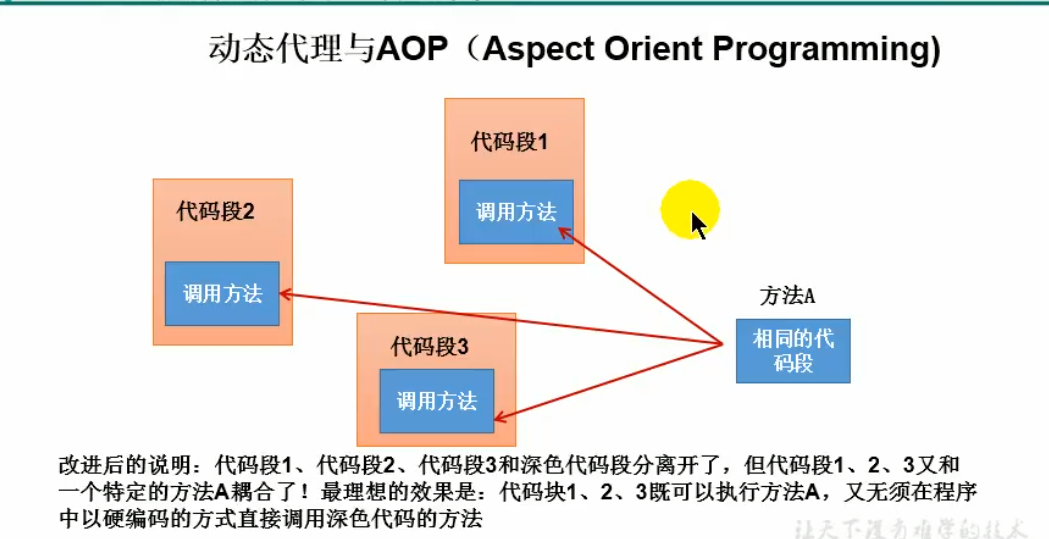 动态代理与AOP（Aspect Orient Programming)
代码段1
调用方法
代码段2
调用方法
方法A
相同的代
码段
代码段3
调用方法
改进后的说明：代码段1、代码段2、代码段3和深色代码段分离开了，但代码段1、2、3又和
一个特定的方法A耦合了！最理想的效果是：代码块1、2、3既可以执行方法A，又无须在程序
中以硬编码的方式直接调用深色代码的方法
让天下没有难学的技术